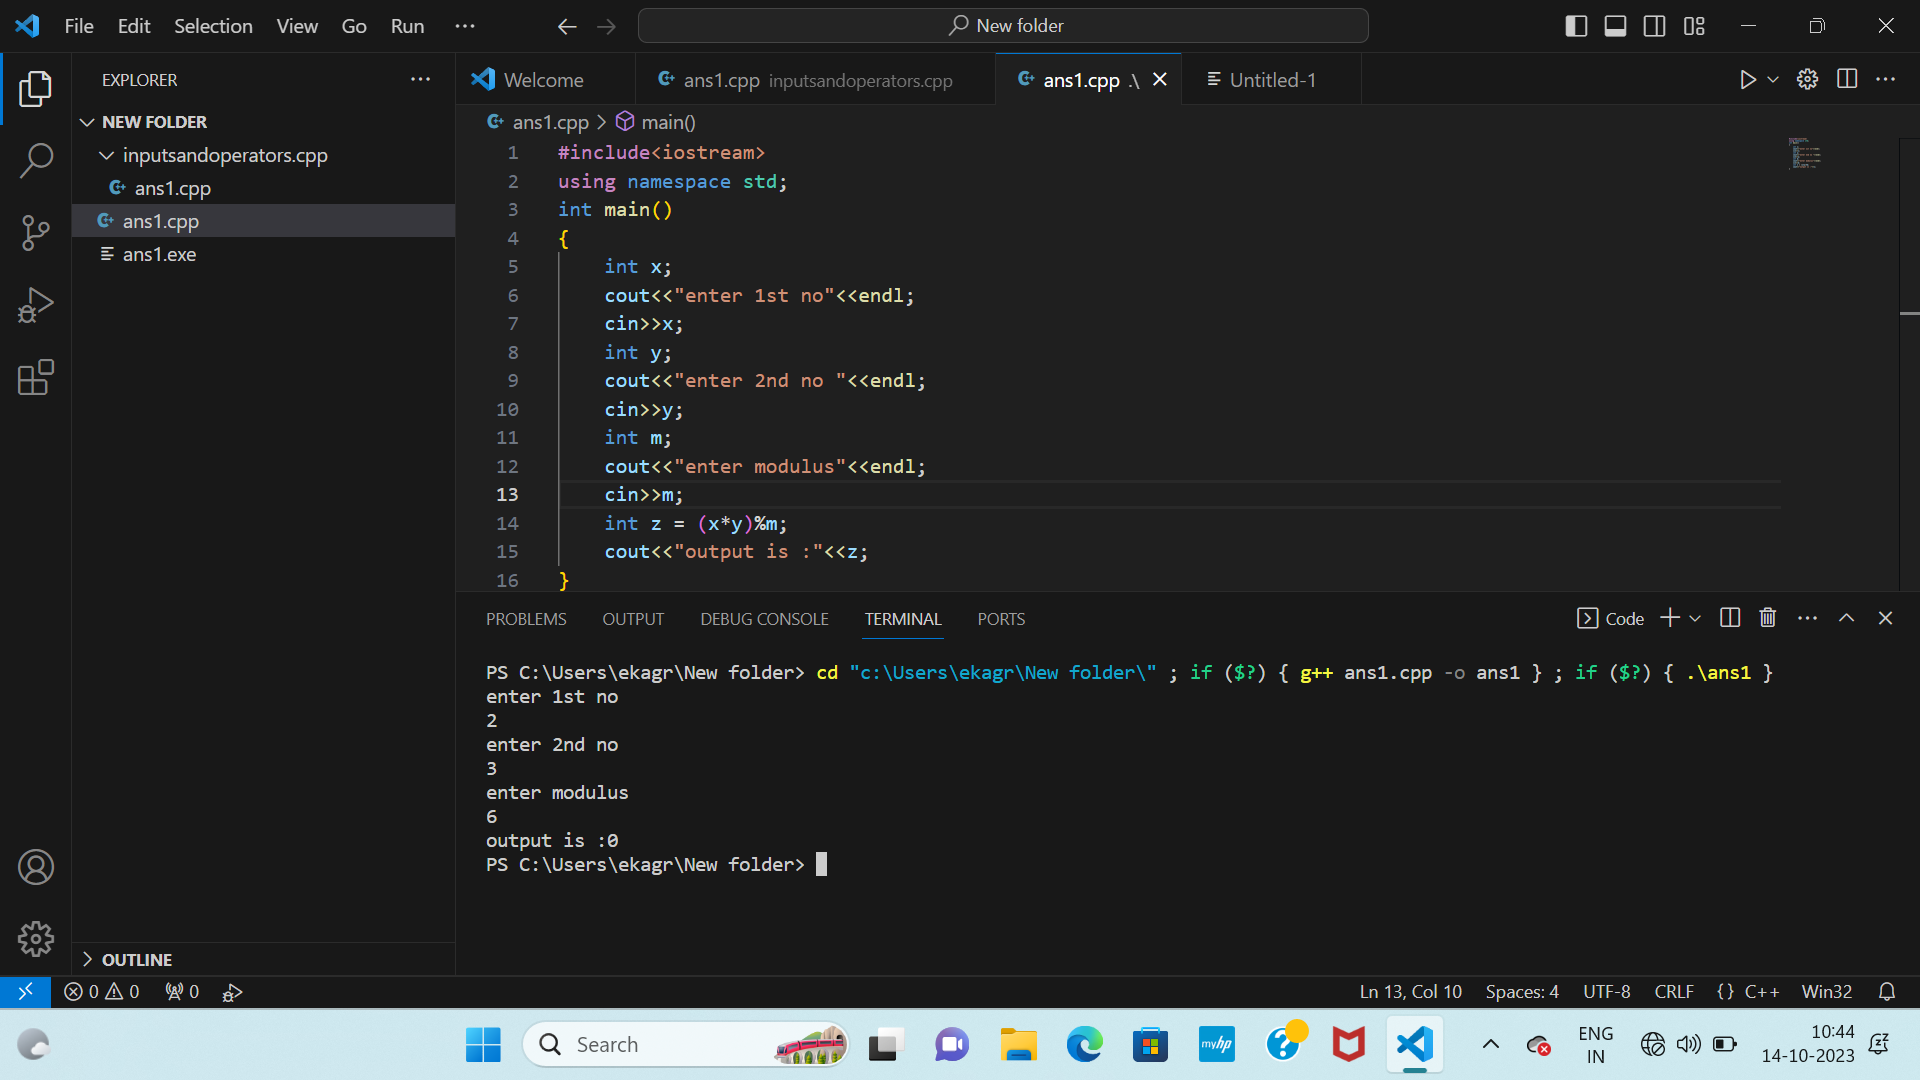 File Edit Selection View Go Run ··· New folder
EXPLORER ···
NEW FOLDER
inputsandoperators.cpp
ans1.cpp
ans1.cpp
ans1.exe
OUTLINE
Welcome ans1.cpp inputsandoperators.cpp ans1.cpp .\ Untitled-1
ans1.cpp > main()
1 #include<iostream>
2 using namespace std;
3 int main()
4 {
5 int x;
6 cout<<"enter 1st no"<<endl;
7 cin>>x;
8 int y;
9 cout<<"enter 2nd no "<<endl;
10 cin>>y;
11 int m;
12 cout<<"enter modulus"<<endl;
13 cin>>m;
14 int z = (x*y)%m;
15 cout<<"output is :"<<z;
16 }
PROBLEMS OUTPUT DEBUG CONSOLE TERMINAL PORTS Code
PS C:\Users\ekagr\New folder> cd "c:\Users\ekagr\New folder\" ; if ($?) { g++ ans1.cpp -o ans1 } ; if ($?) { .\ans1 }
enter 1st no
2
enter 2nd no
3
enter modulus
6
output is :0
PS C:\Users\ekagr\New folder>
0 0 0 Ln 13, Col 10 Spaces: 4 UTF-8 CRLF {} C++ Win32
Search myhp ENG
IN
10:44
14-10-2023